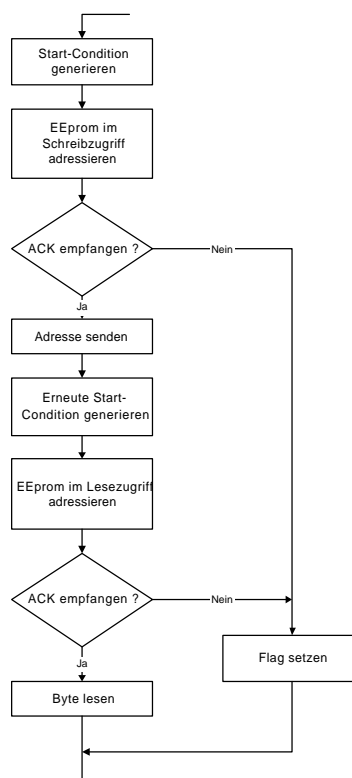 Start-Condition
generieren
EEprom im
Schreibzugriff
adressieren
ACK empfangen ?
Nein
Ja
Adresse senden
Erneute Start-
Condition generieren
EEprom im Lesezugriff
adressieren
ACK empfangen ?
Nein
Ja
Flag setzen
Byte lesen